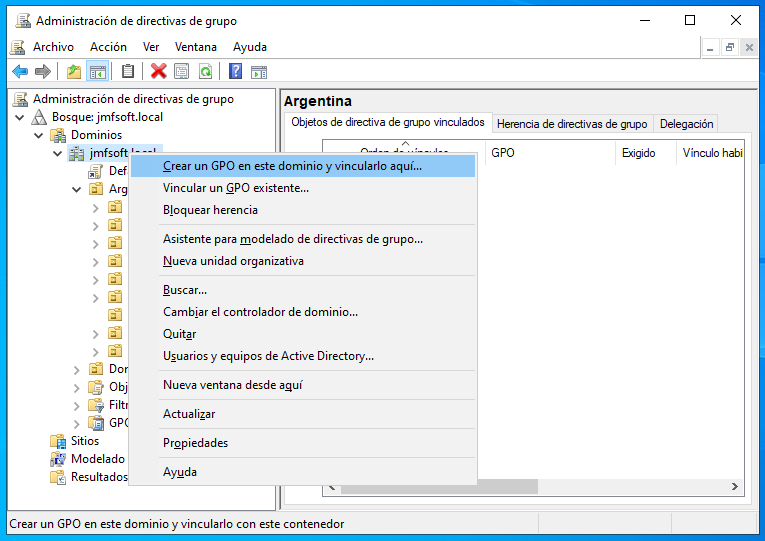 Administración de directivas de grupo
Archivo Acción Ver Ventana Ayuda
Administración de directivas de grupo
Bosque: jmfsoft.local
Dominios
jmfsoft.local
Def
Arg
Dor
Obj
Filtr
GPO
Sitios
Modelado
Resultados
Crear un GPO en este dominio y vincularlo aquí...
Vincular un GPO existente...
Bloquear herencia
Asistente para modelado de directivas de grupo...
Nueva unidad organizativa
Buscar...
Cambiar el controlador de dominio...
Quitar
Usuarios y equipos de Active Directory...
Nueva ventana desde aquí
Actualizar
Propiedades
Ayuda
Argentina
Objetos de directiva de grupo vinculados Herencia de directivas de grupo Delegación
Orden de vínculos GPO Exigido Vínculo habi
Crear un GPO en este dominio y vincularlo con este contenedor